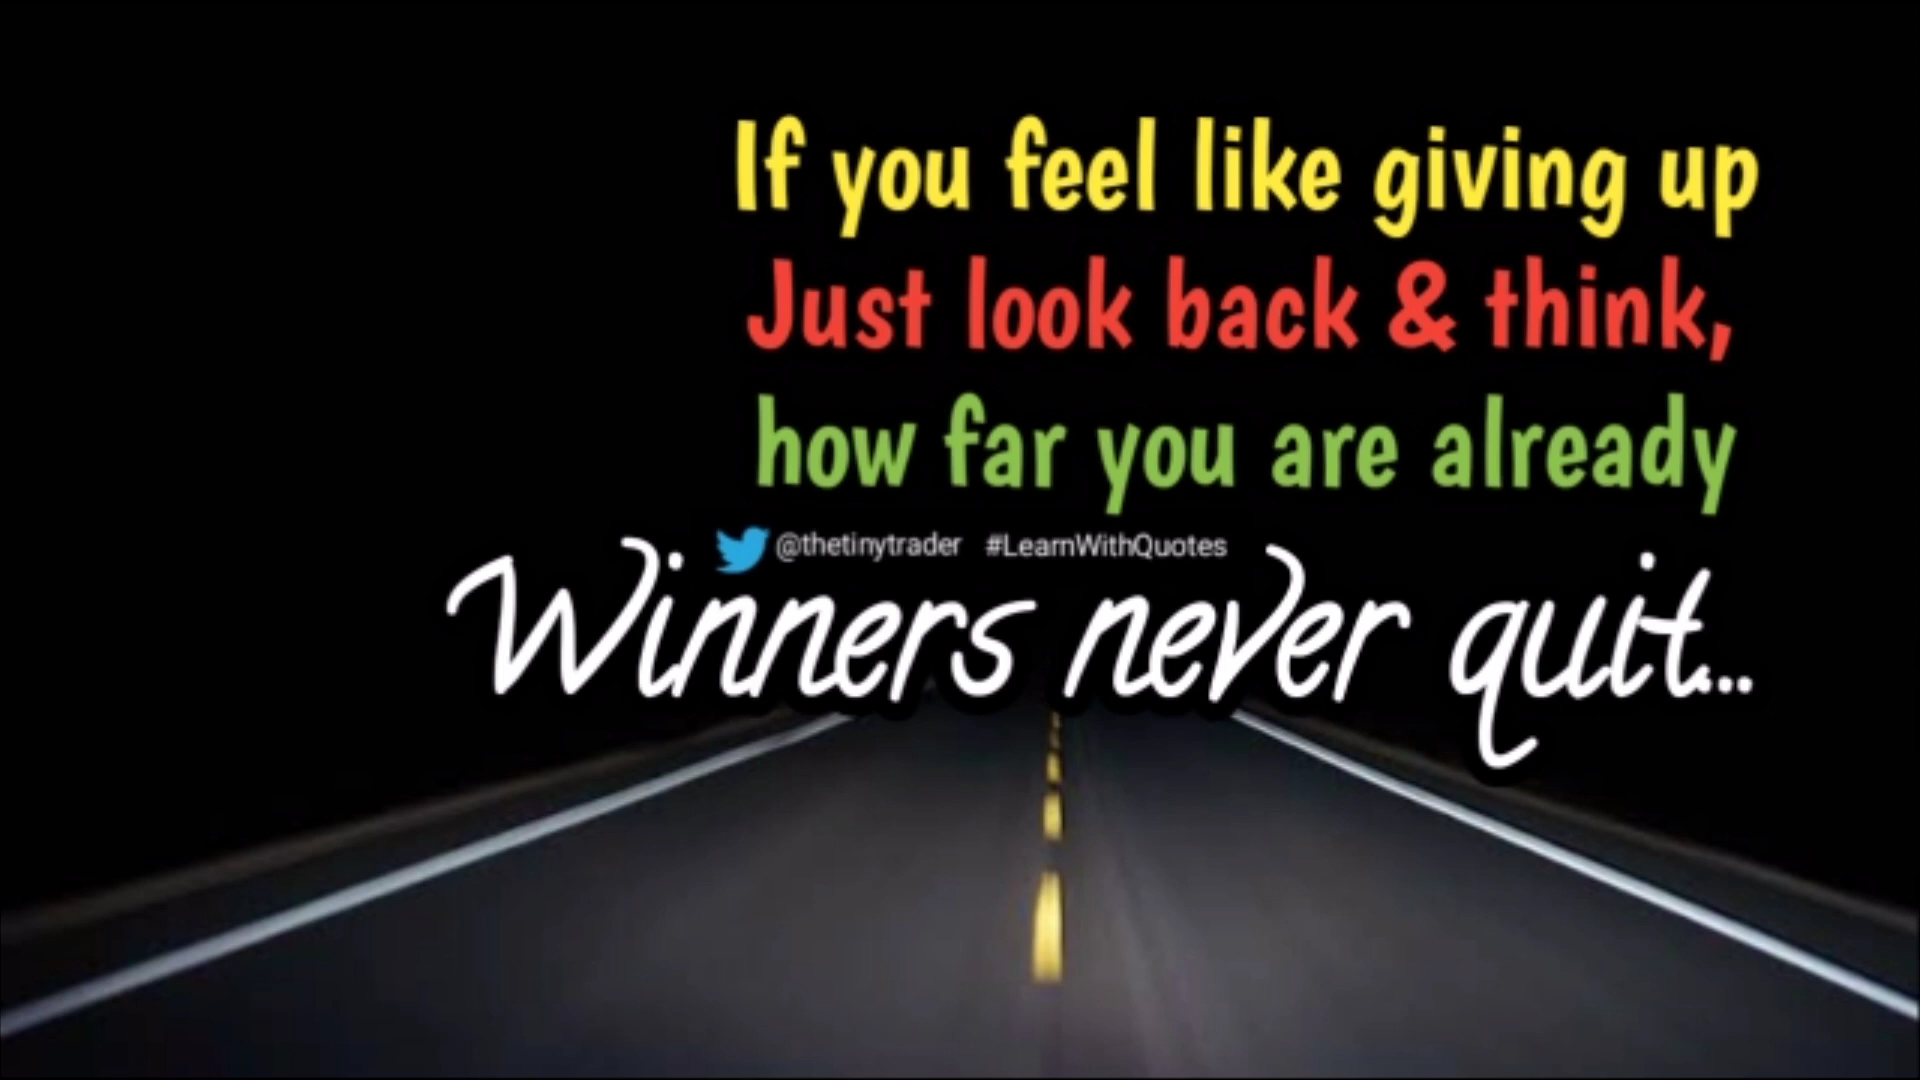 If you feel like giving up
Just look back & think,
how far you are already
@thetinytrader #LearnWithQuotes
Winners never quit...